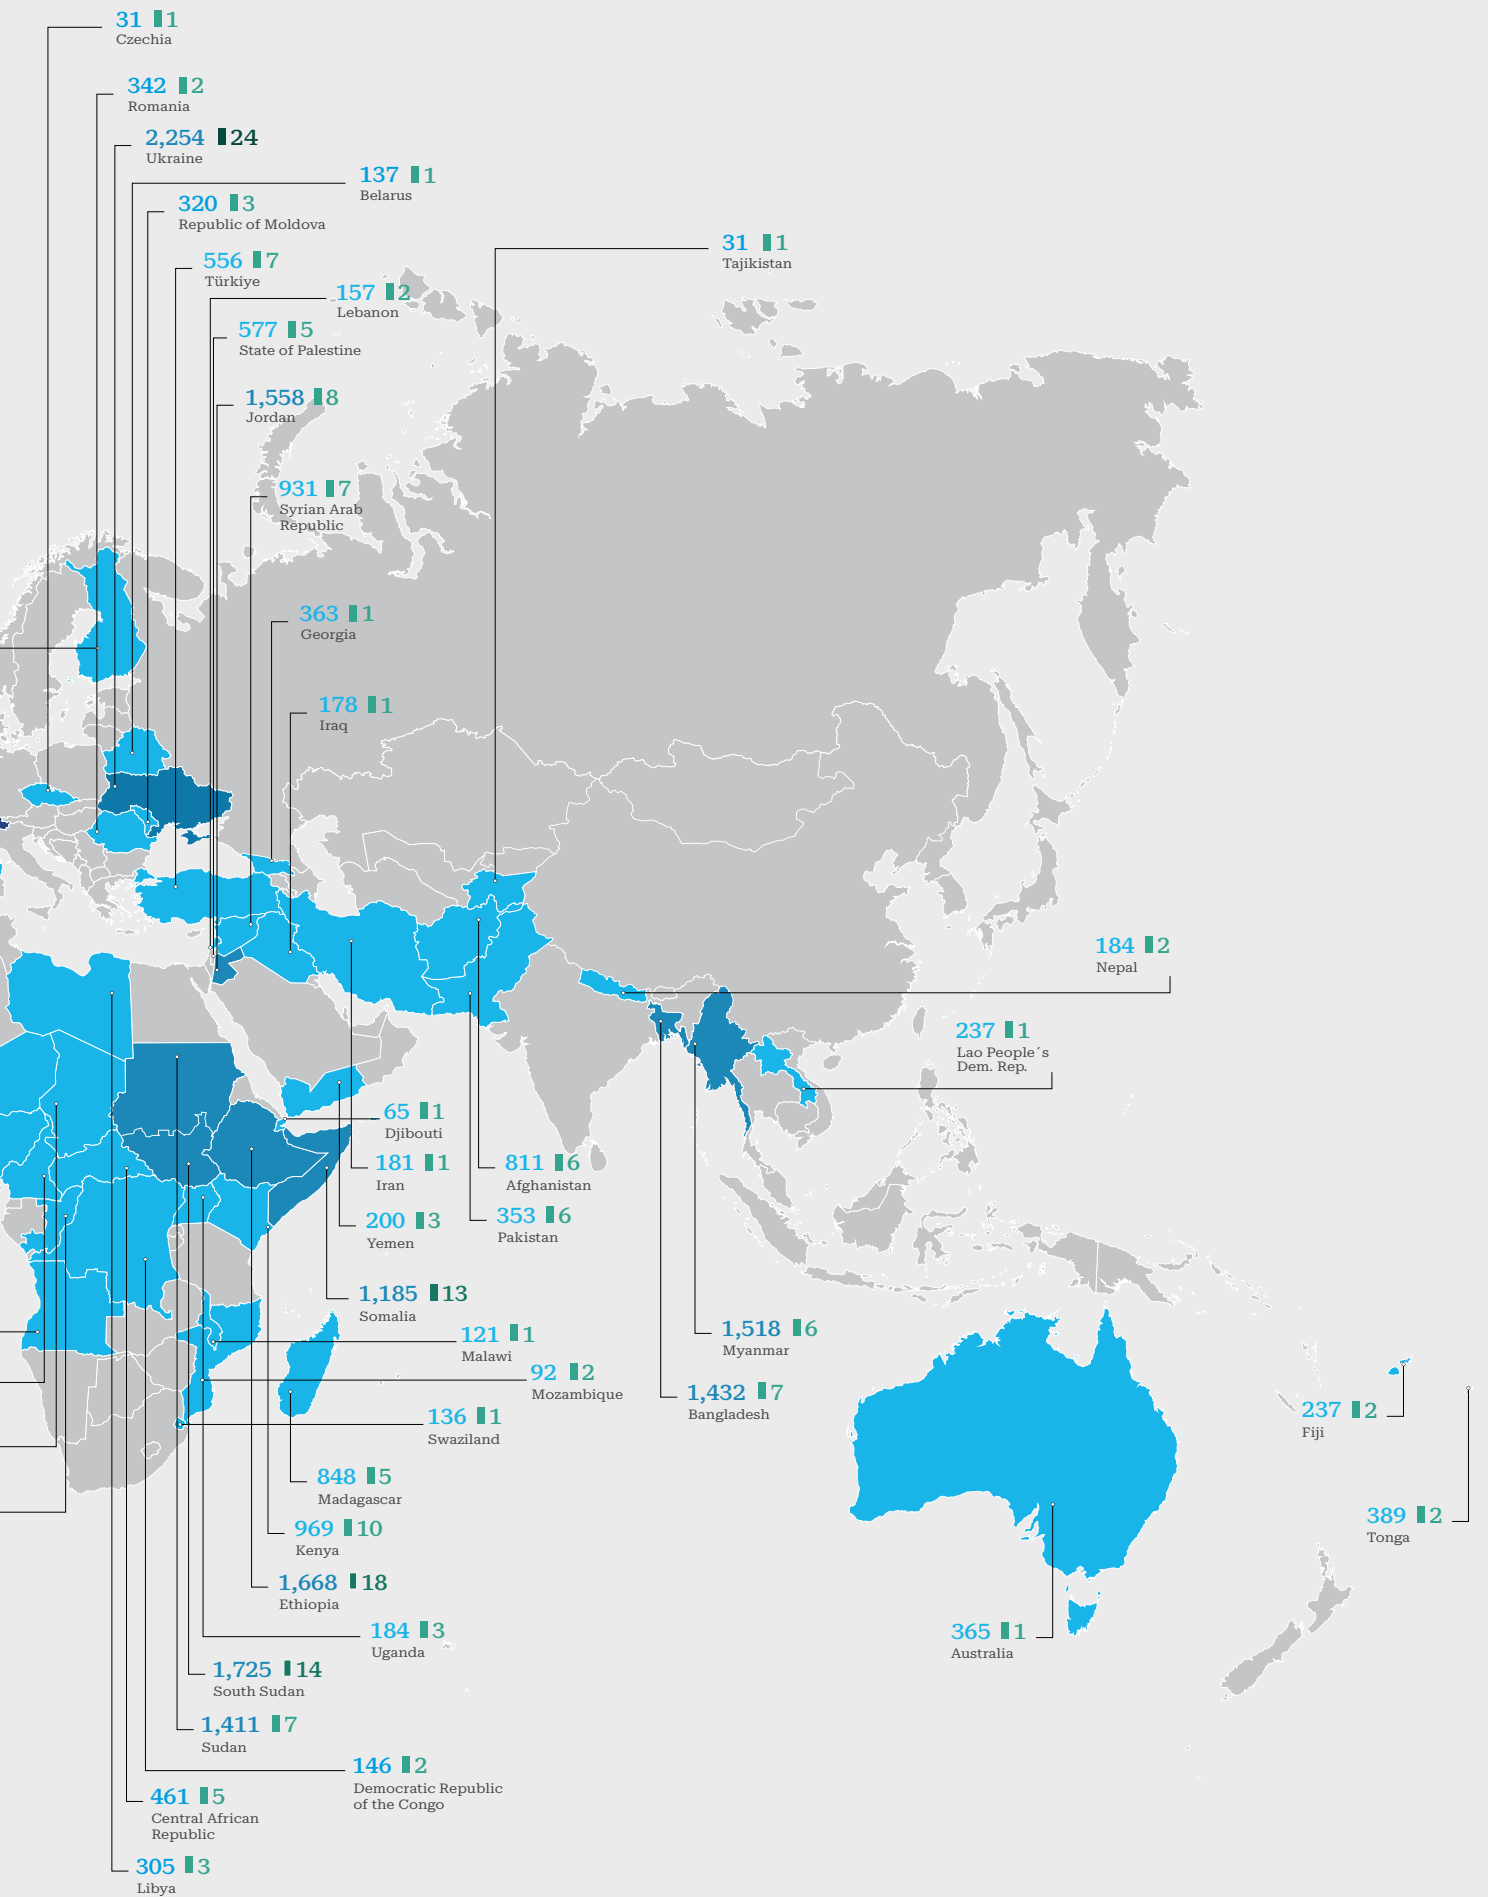 31 1
Czechia
342 2
Romania
2,254 24
Ukraine
137 1
Belarus
320 3
Republic of Moldova
31 1
Tajikistan
556 7
Türkiye
157 2
Lebanon
577 5
State of Palestine
1,558 8
Jordan
931 7
Syrian Arab
Republic
363 1
Georgia
178 1
Iraq
184 2
Nepal
237 1
Lao People´s
Dem. Rep.
65 1
Djibouti
181 1
Iran
811 6
Afghanistan
200 3
Yemen
353 6
Pakistan
1,185 13
Somalia
121 1
Malawi
1,518 6
Myanmar
92 2
Mozambique
1,432 7
Bangladesh
136 1
Swaziland
237 2
Fiji
848 5
Madagascar
389 2
Tonga
969 10
Kenya
1,668 18
Ethiopia
184 3
Uganda
365 1
Australia
1,725 14
South Sudan
1,411 7
Sudan
146 2
Democratic Republic
of the Congo
461 5
Central African
Republic
305 3
Libya